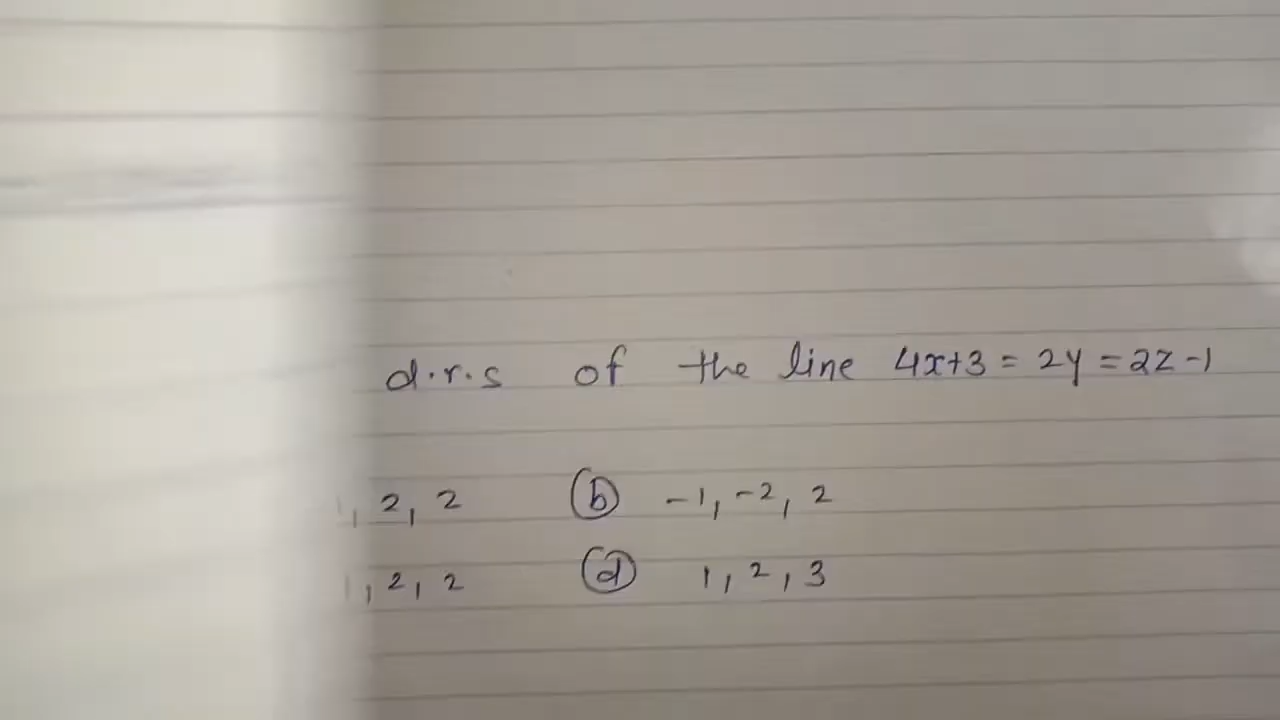 d.r.s of the line 4x+3 = 2y = 2z-1
, 2, 2 (b) -1, -2, 2
, 2, 2 (d) 1, 2, 3